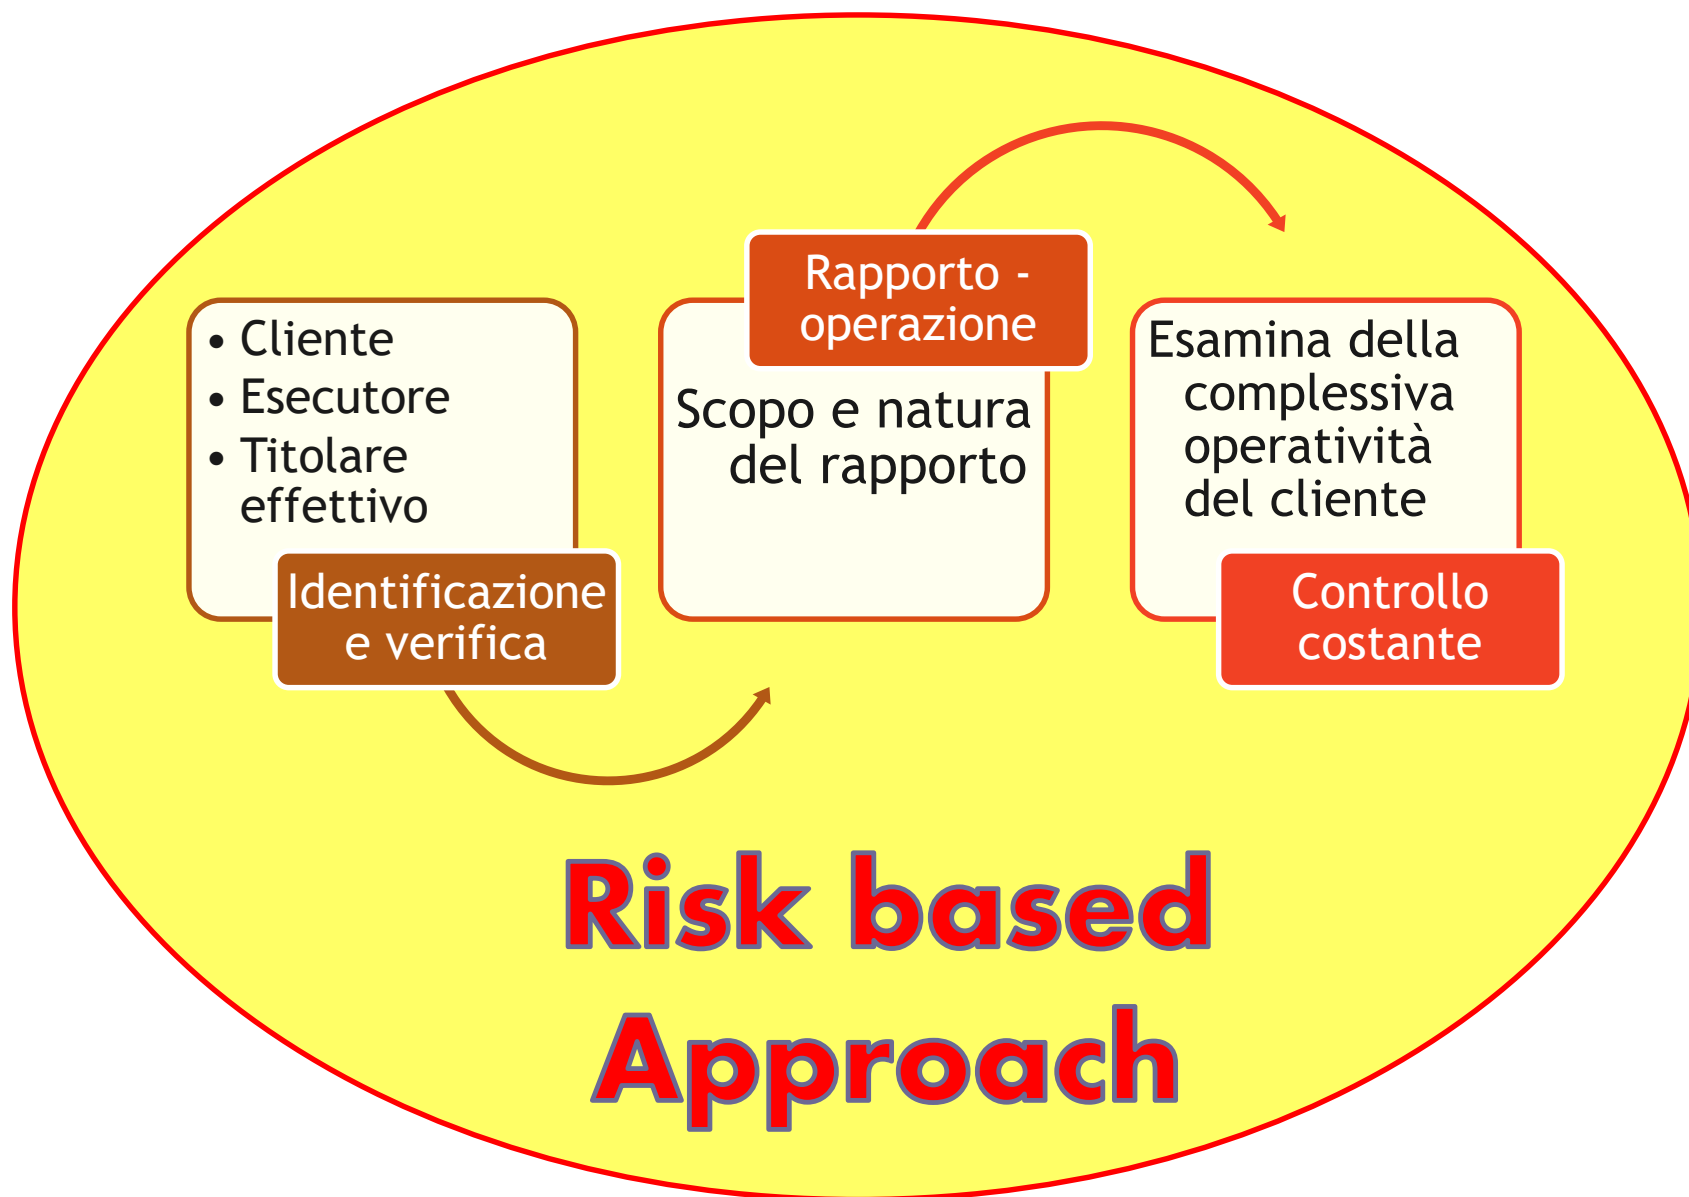 • Cliente
• Esecutore
• Titolare
effettivo
Identificazione
e verifica
Rapporto -
operazione
Scopo e natura
del rapporto
Esamina della
complessiva
operatività
del cliente
Controllo
costante
Risk based
Approach